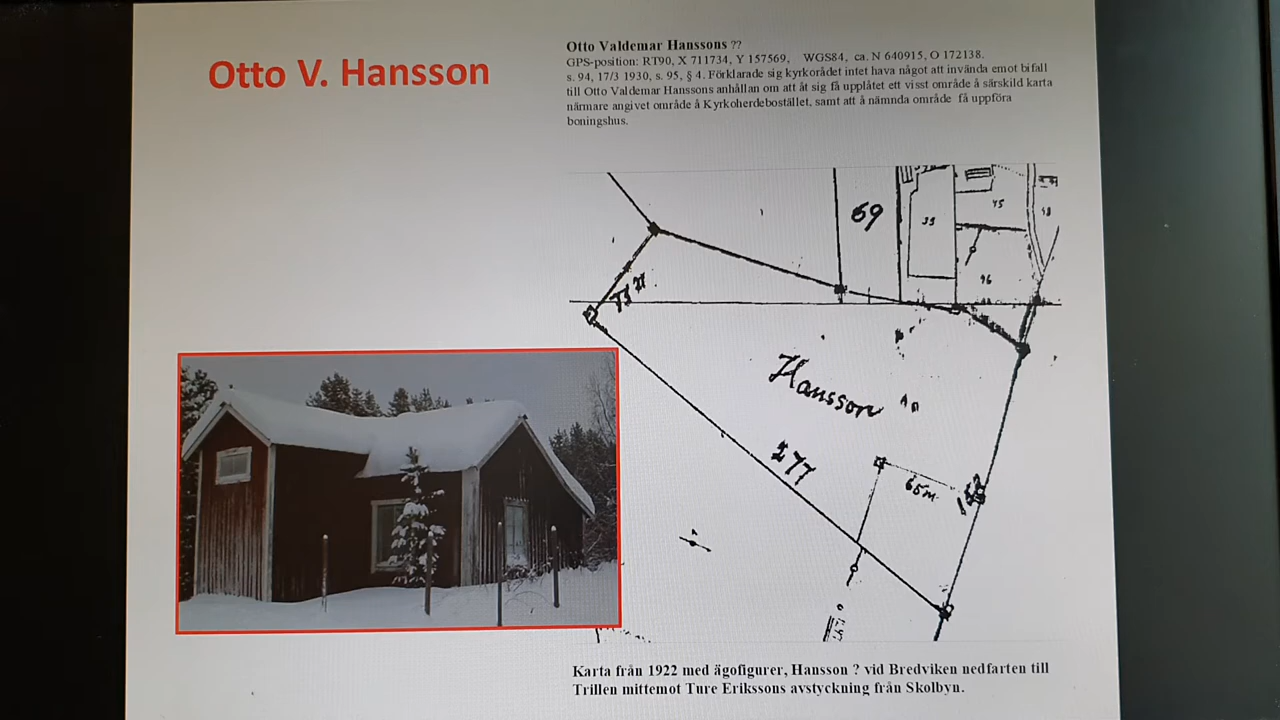 Otto V. Hansson
Otto Valdemar Hanssons ??
GPS-position: RT90, X 711734, Y 157569, WGS84, ca. N 640915, O 172138.
s. 94, 17/3 1930, s. 95, § 4. Förklarade sig kyrkorådet intet hava något att invända emot bifall
till Otto Valdemar Hanssons anhållan om att åt sig få upplåtet ett visst område å särskild karta
närmare angivet område å Kyrkoherdebostället, samt att å nämnda område få uppföra
boningshus.
69
33
45
48
46
Hansson
277
65m
Karta från 1922 med ägofigurer, Hansson ? vid Bredviken nedfarten till
Trillen mittemot Ture Erikssons avstyckning från Skolbyn.